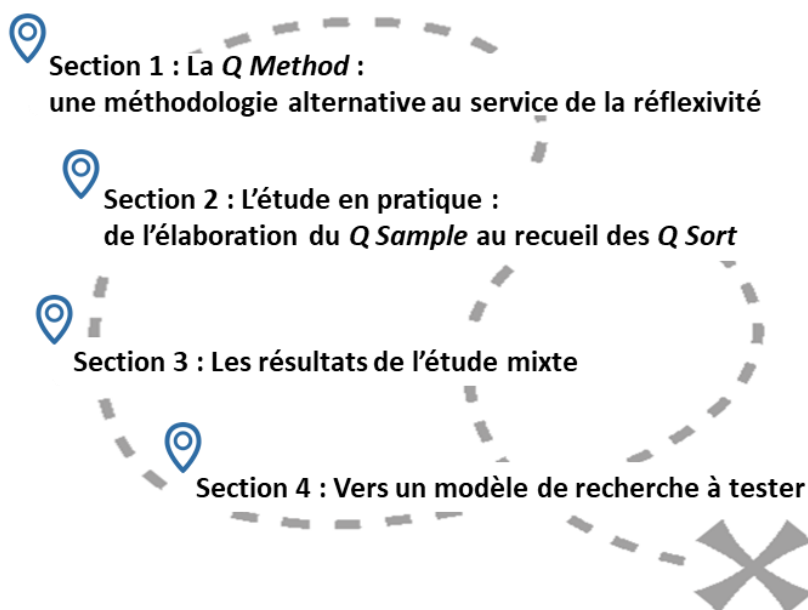 Section 1 : La Q Method :
une méthodologie alternative au service de la réflexivité
Section 2 : L’étude en pratique :
de l’élaboration du Q Sample au recueil des Q Sort
Section 3 : Les résultats de l’étude mixte
Section 4 : Vers un modèle de recherche à tester